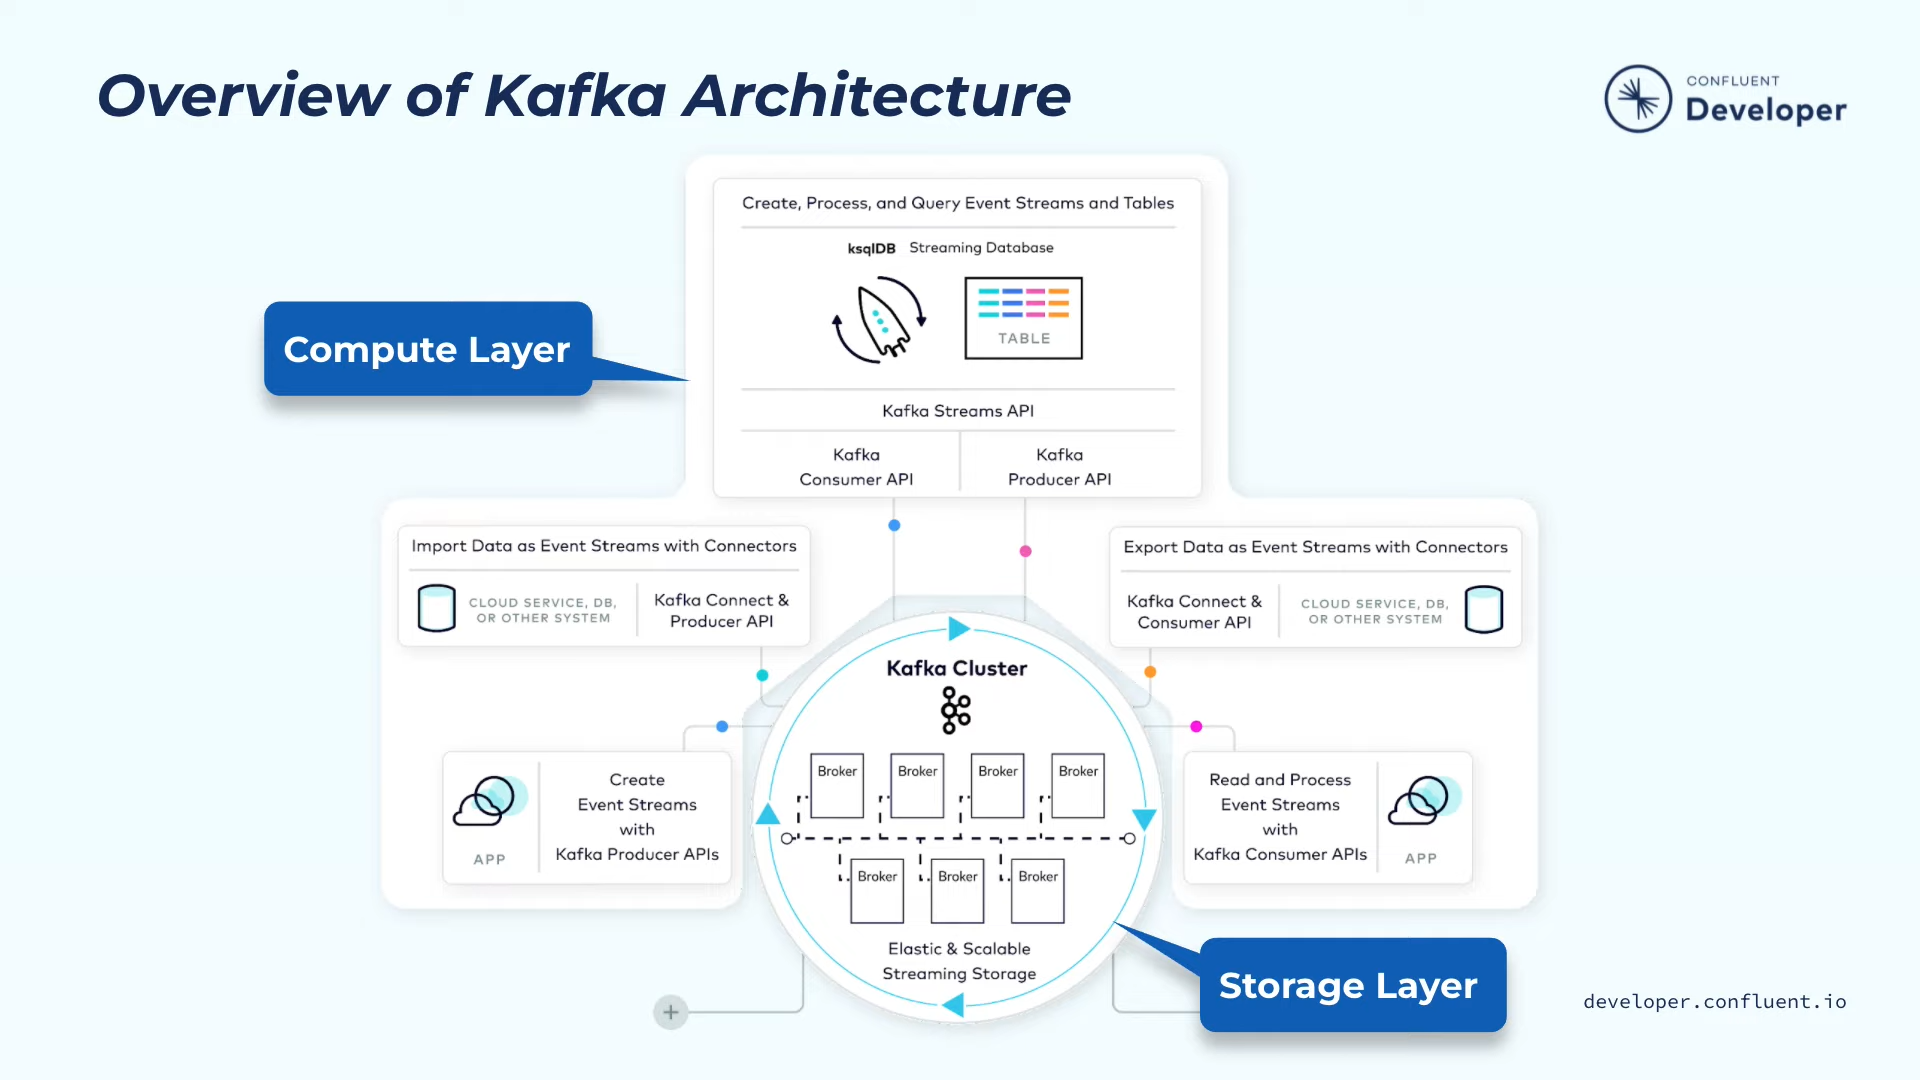 Overview of Kafka Architecture
CONFLUENT
Developer
Create, Process, and Query Event Streams and Tables
ksqlDB Streaming Database
TABLE
Compute Layer
Kafka Streams API
Kafka
Consumer API
Kafka
Producer API
Import Data as Event Streams with Connectors
CLOUD SERVICE, DB,
OR OTHER SYSTEM
Kafka Connect &
Producer API
Export Data as Event Streams with Connectors
Kafka Connect &
Consumer API
CLOUD SERVICE, DB,
OR OTHER SYSTEM
Kafka Cluster
Broker
Broker
Broker
Broker
Broker
Broker
Broker
Elastic & Scalable
Streaming Storage
APP
Create
Event Streams
with
Kafka Producer APIs
Read and Process
Event Streams
with
Kafka Consumer APIs
APP
Storage Layer
+
developer.confluent.io